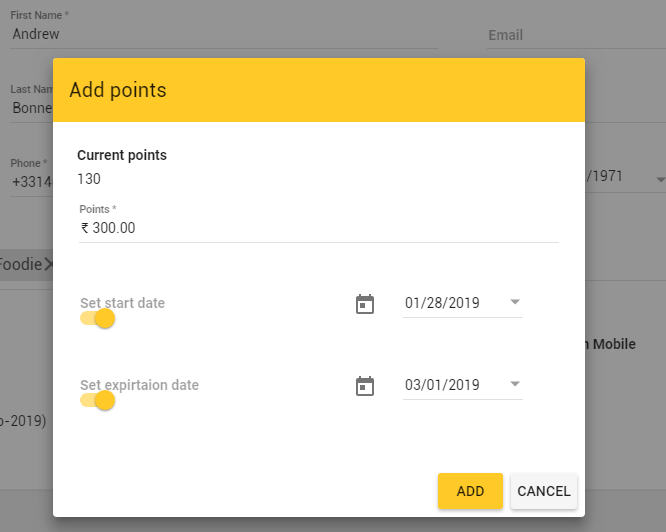 First Name *
Andrew
Email
Last Nam
Bonne
Phone *
+3314
/1971
Foodie
Mobile
-2019)
Add points
Current points
130
Points *
₹ 300.00
Set start date
01/28/2019
Set expirtaion date
03/01/2019
ADD CANCEL